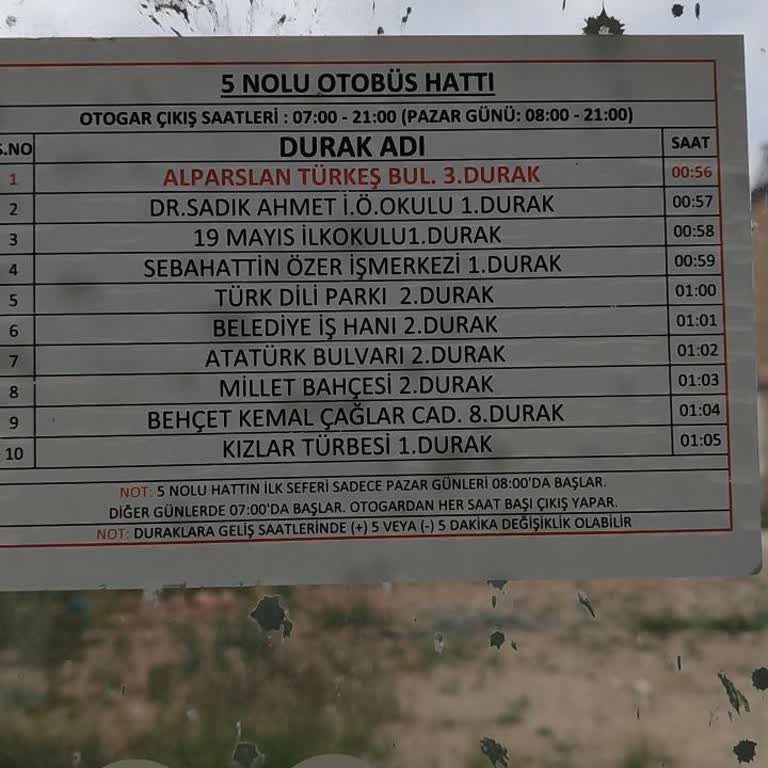 5 NOLU OTOBÜS HATTI
OTOGAR ÇIKIŞ SAATLERİ : 07:00 - 21:00 (PAZAR GÜNÜ: 08:00 - 21:00)
S.NO DURAK ADI SAAT
1 ALPARSLAN TÜRKEŞ BUL. 3.DURAK 00:56
2 DR.SADIK AHMET İ.Ö.OKULU 1.DURAK 00:57
3 19 MAYIS İLKOKULU1.DURAK 00:58
4 SEBAHATTİN ÖZER İŞMERKEZİ 1.DURAK 00:59
5 TÜRK DİLİ PARKI 2.DURAK 01:00
6 BELEDİYE İŞ HANI 2.DURAK 01:01
7 ATATÜRK BULVARI 2.DURAK 01:02
8 MİLLET BAHÇESİ 2.DURAK 01:03
9 BEHÇET KEMAL ÇAĞLAR CAD. 8.DURAK 01:04
10 KIZLAR TÜRBESİ 1.DURAK 01:05
NOT: 5 NOLU HATTIN İLK SEFERİ SADECE PAZAR GÜNLERİ 08:00'DA BAŞLAR.
DİĞER GÜNLERDE 07:00'DA BAŞLAR. OTOGARDAN HER SAAT BAŞI ÇIKIŞ YAPAR.
NOT: DURAKLARA GELİŞ SAATLERİNDE (+) 5 VEYA (-) 5 DAKİKA DEĞİŞİKLİK OLABİLİR